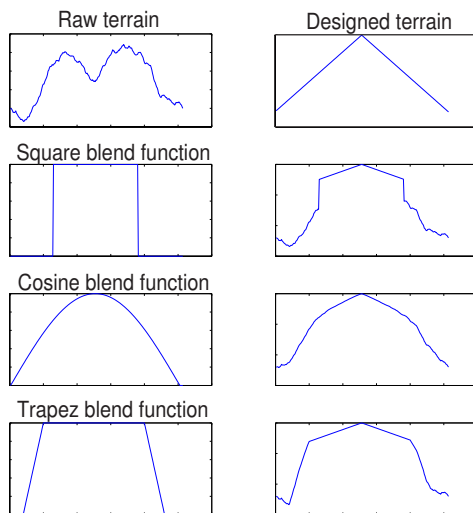 Raw terrain
Designed terrain
Square blend function
Cosine blend function
Trapez blend function